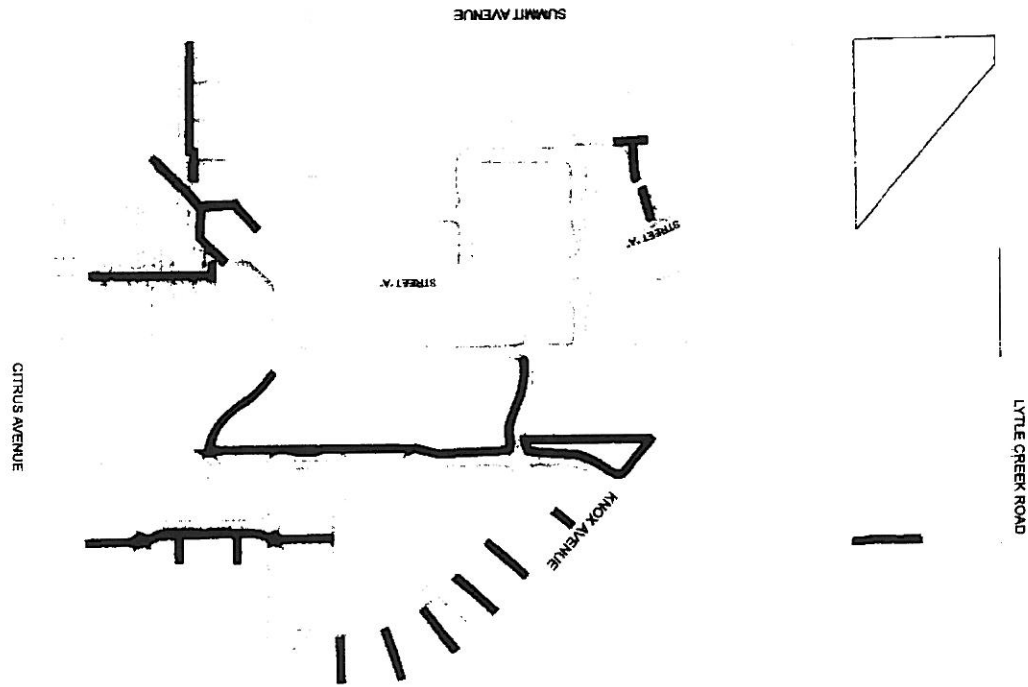 SUMMIT AVENUE
STREET "A"
STREET "A"
CITRUS AVENUE
LYTLE CREEK ROAD
KNOX AVENUE